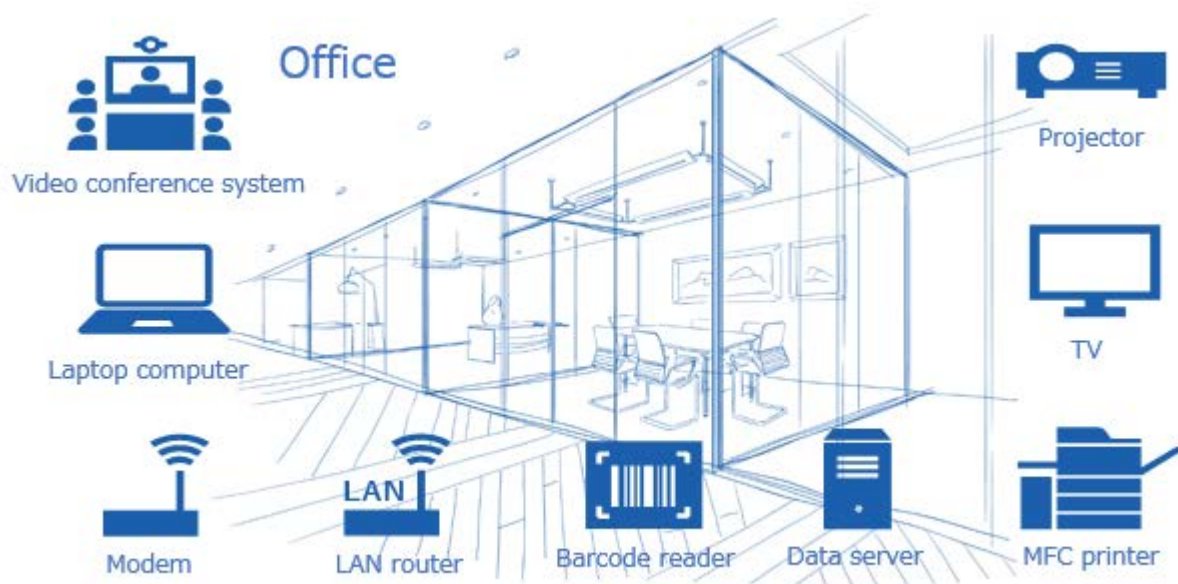 Office
Video conference system
Projector
Laptop computer
TV
LAN
Modem
LAN router
Barcode reader
Data server
MFC printer